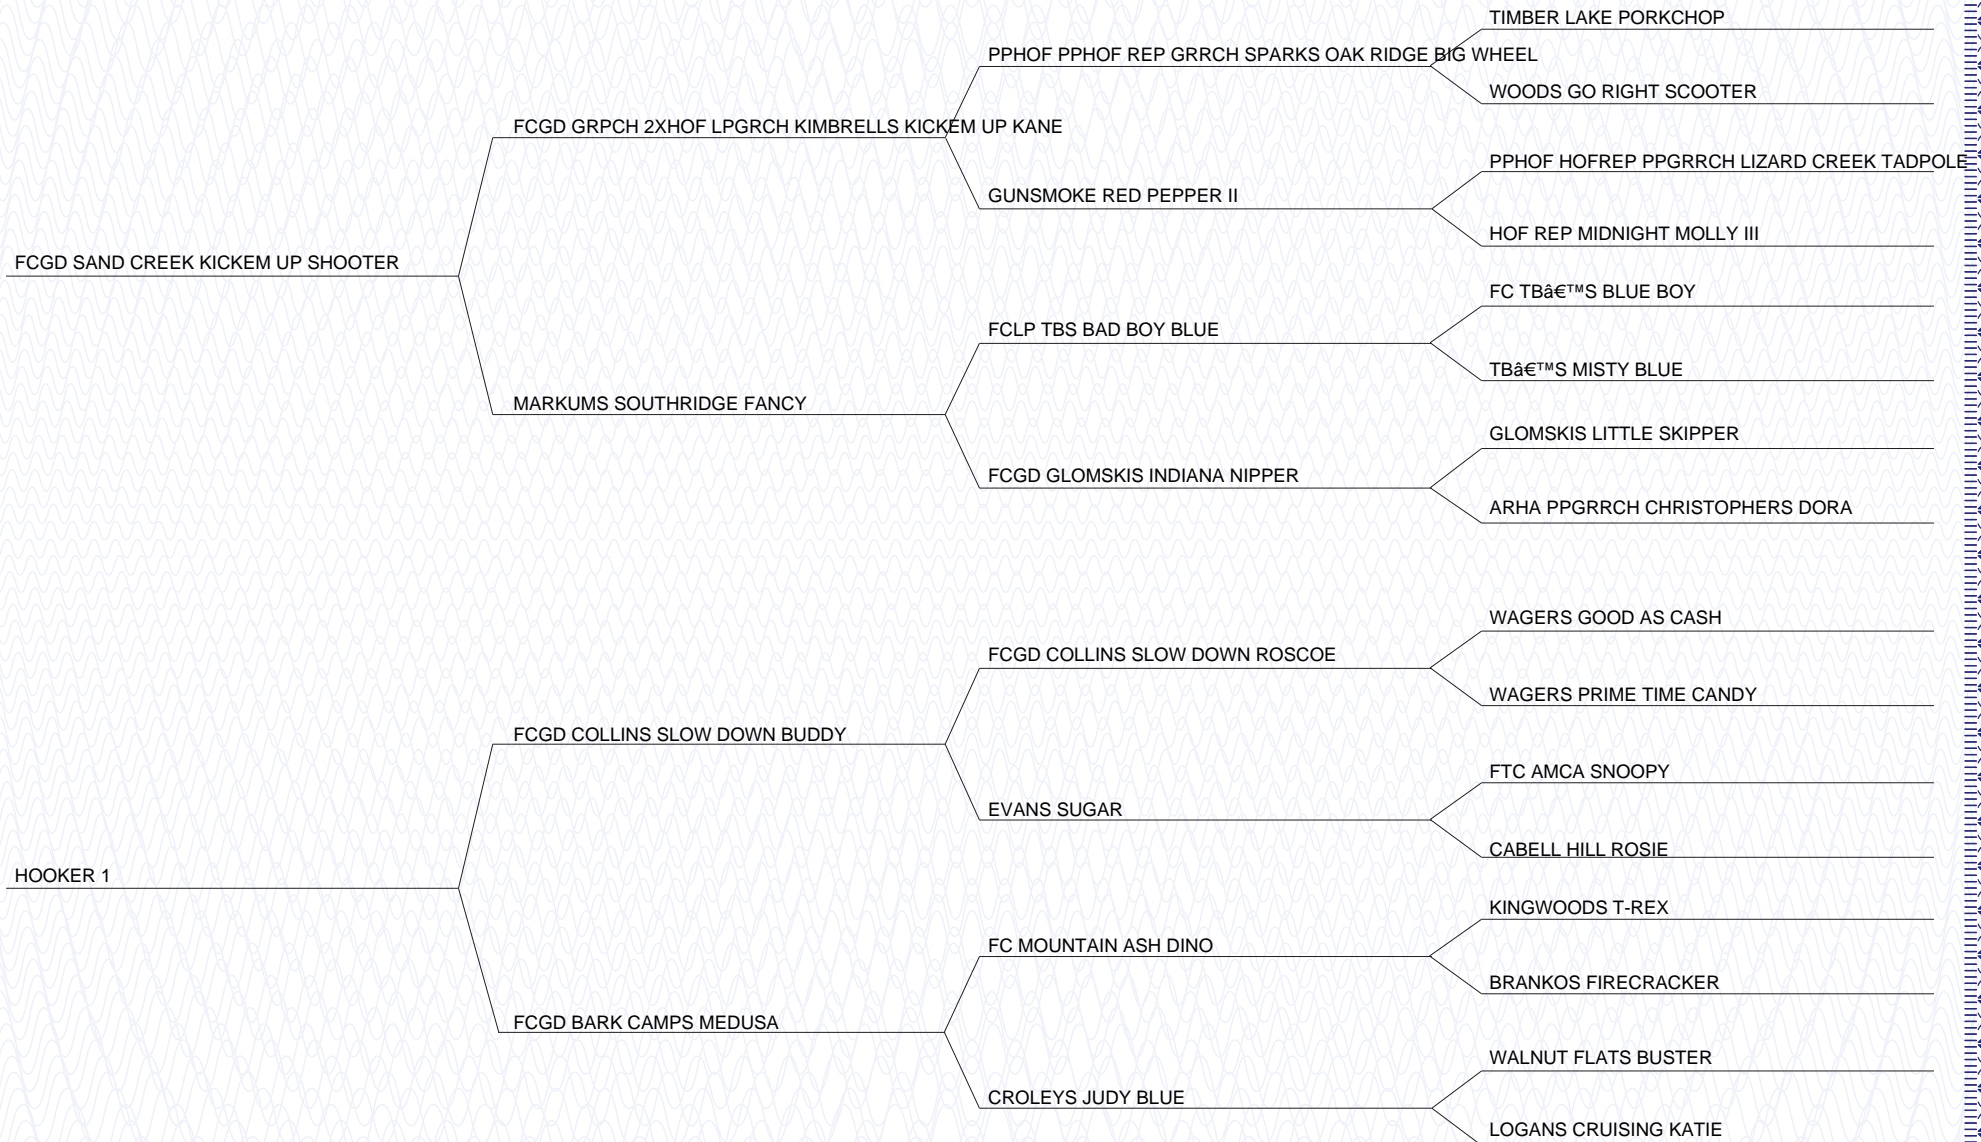 TIMBER LAKE PORKCHOP
PPHOF PPHOF REP GRRCH SPARKS OAK RIDGE BIG WHEEL
WOODS GO RIGHT SCOOTER
FCGD GRPCH 2XHOF LPGRCH KIMBRELLS KICKEM UP KANE
PPHOF HOFREP PPGRRCH LIZARD CREEK TADPOLE
GUNSMOKE RED PEPPER II
HOF REP MIDNIGHT MOLLY III
FCGD SAND CREEK KICKEM UP SHOOTER
FC TBâ€™S BLUE BOY
FCLP TBS BAD BOY BLUE
TBâ€™S MISTY BLUE
MARKUMS SOUTHRIDGE FANCY
GLOMSKIS LITTLE SKIPPER
FCGD GLOMSKIS INDIANA NIPPER
ARHA PPGRRCH CHRISTOPHERS DORA
WAGERS GOOD AS CASH
FCGD COLLINS SLOW DOWN ROSCOE
WAGERS PRIME TIME CANDY
FCGD COLLINS SLOW DOWN BUDDY
FTC AMCA SNOOPY
EVANS SUGAR
CABELL HILL ROSIE
HOOKER 1
KINGWOODS T-REX
FC MOUNTAIN ASH DINO
BRANKOS FIRECRACKER
FCGD BARK CAMPS MEDUSA
WALNUT FLATS BUSTER
CROLEYS JUDY BLUE
LOGANS CRUISING KATIE